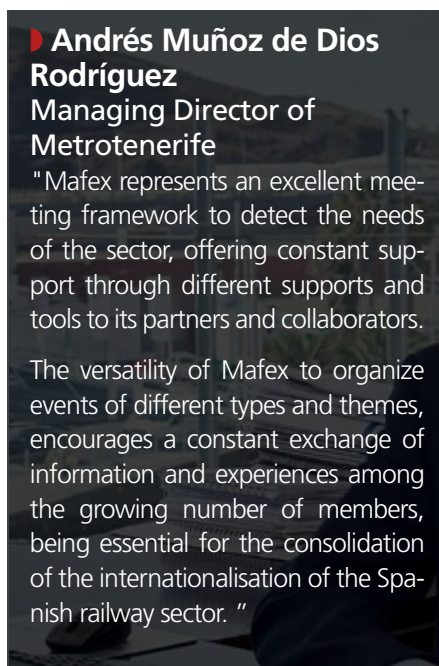 Andrés Muñoz de Dios
Rodríguez
Managing Director of
Metrotenerife
"Mafex represents an excellent mee-
ting framework to detect the needs
of the sector, offering constant sup-
port through different supports and
tools to its partners and collaborators.
The versatility of Mafex to organize
events of different types and themes,
encourages a constant exchange of
information and experiences among
the growing number of members,
being essential for the consolidation
of the internationalisation of the Spa-
nish railway sector. "